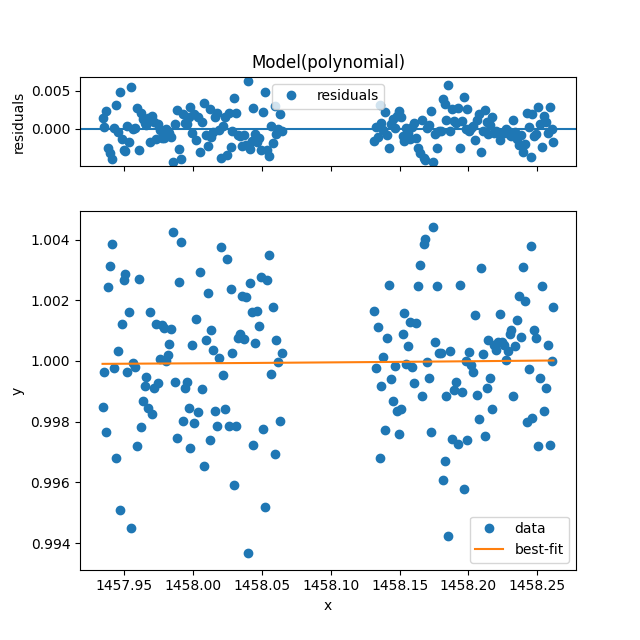 Model(polynomial)
residuals
0.005
0.000
residuals
1.004
1.002
1.000
0.998
0.996
0.994
y
data
best-fit
1457.95 1458.00 1458.05 1458.10 1458.15 1458.20 1458.25
x